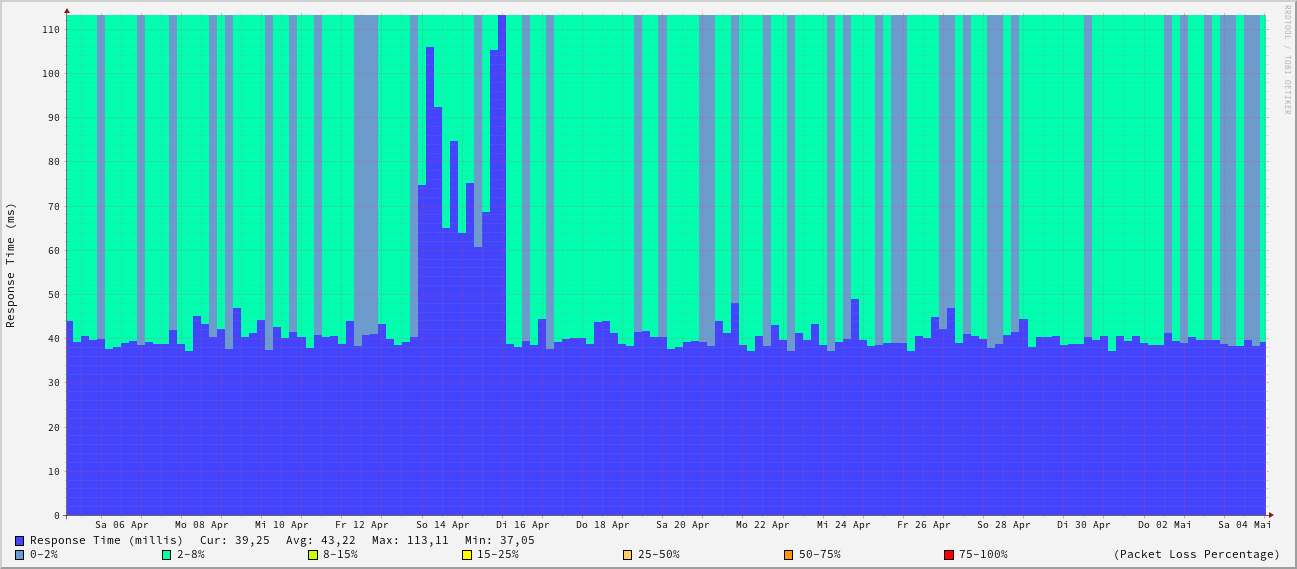 RRDTOOL / TOBI OETIKER
Response Time (ms)
110
100
90
80
70
60
50
40
30
20
10
0
Sa 06 Apr Mo 08 Apr Mi 10 Apr Fr 12 Apr So 14 Apr Di 16 Apr Do 18 Apr Sa 20 Apr Mo 22 Apr Mi 24 Apr Fr 26 Apr So 28 Apr Di 30 Apr Do 02 Mai Sa 04 Mai
Response Time (millis) Cur: 39,25 Avg: 43,22 Max: 113,11 Min: 37,05
0-2% 2-8% 8-15% 15-25% 25-50% 50-75% 75-100% (Packet Loss Percentage)